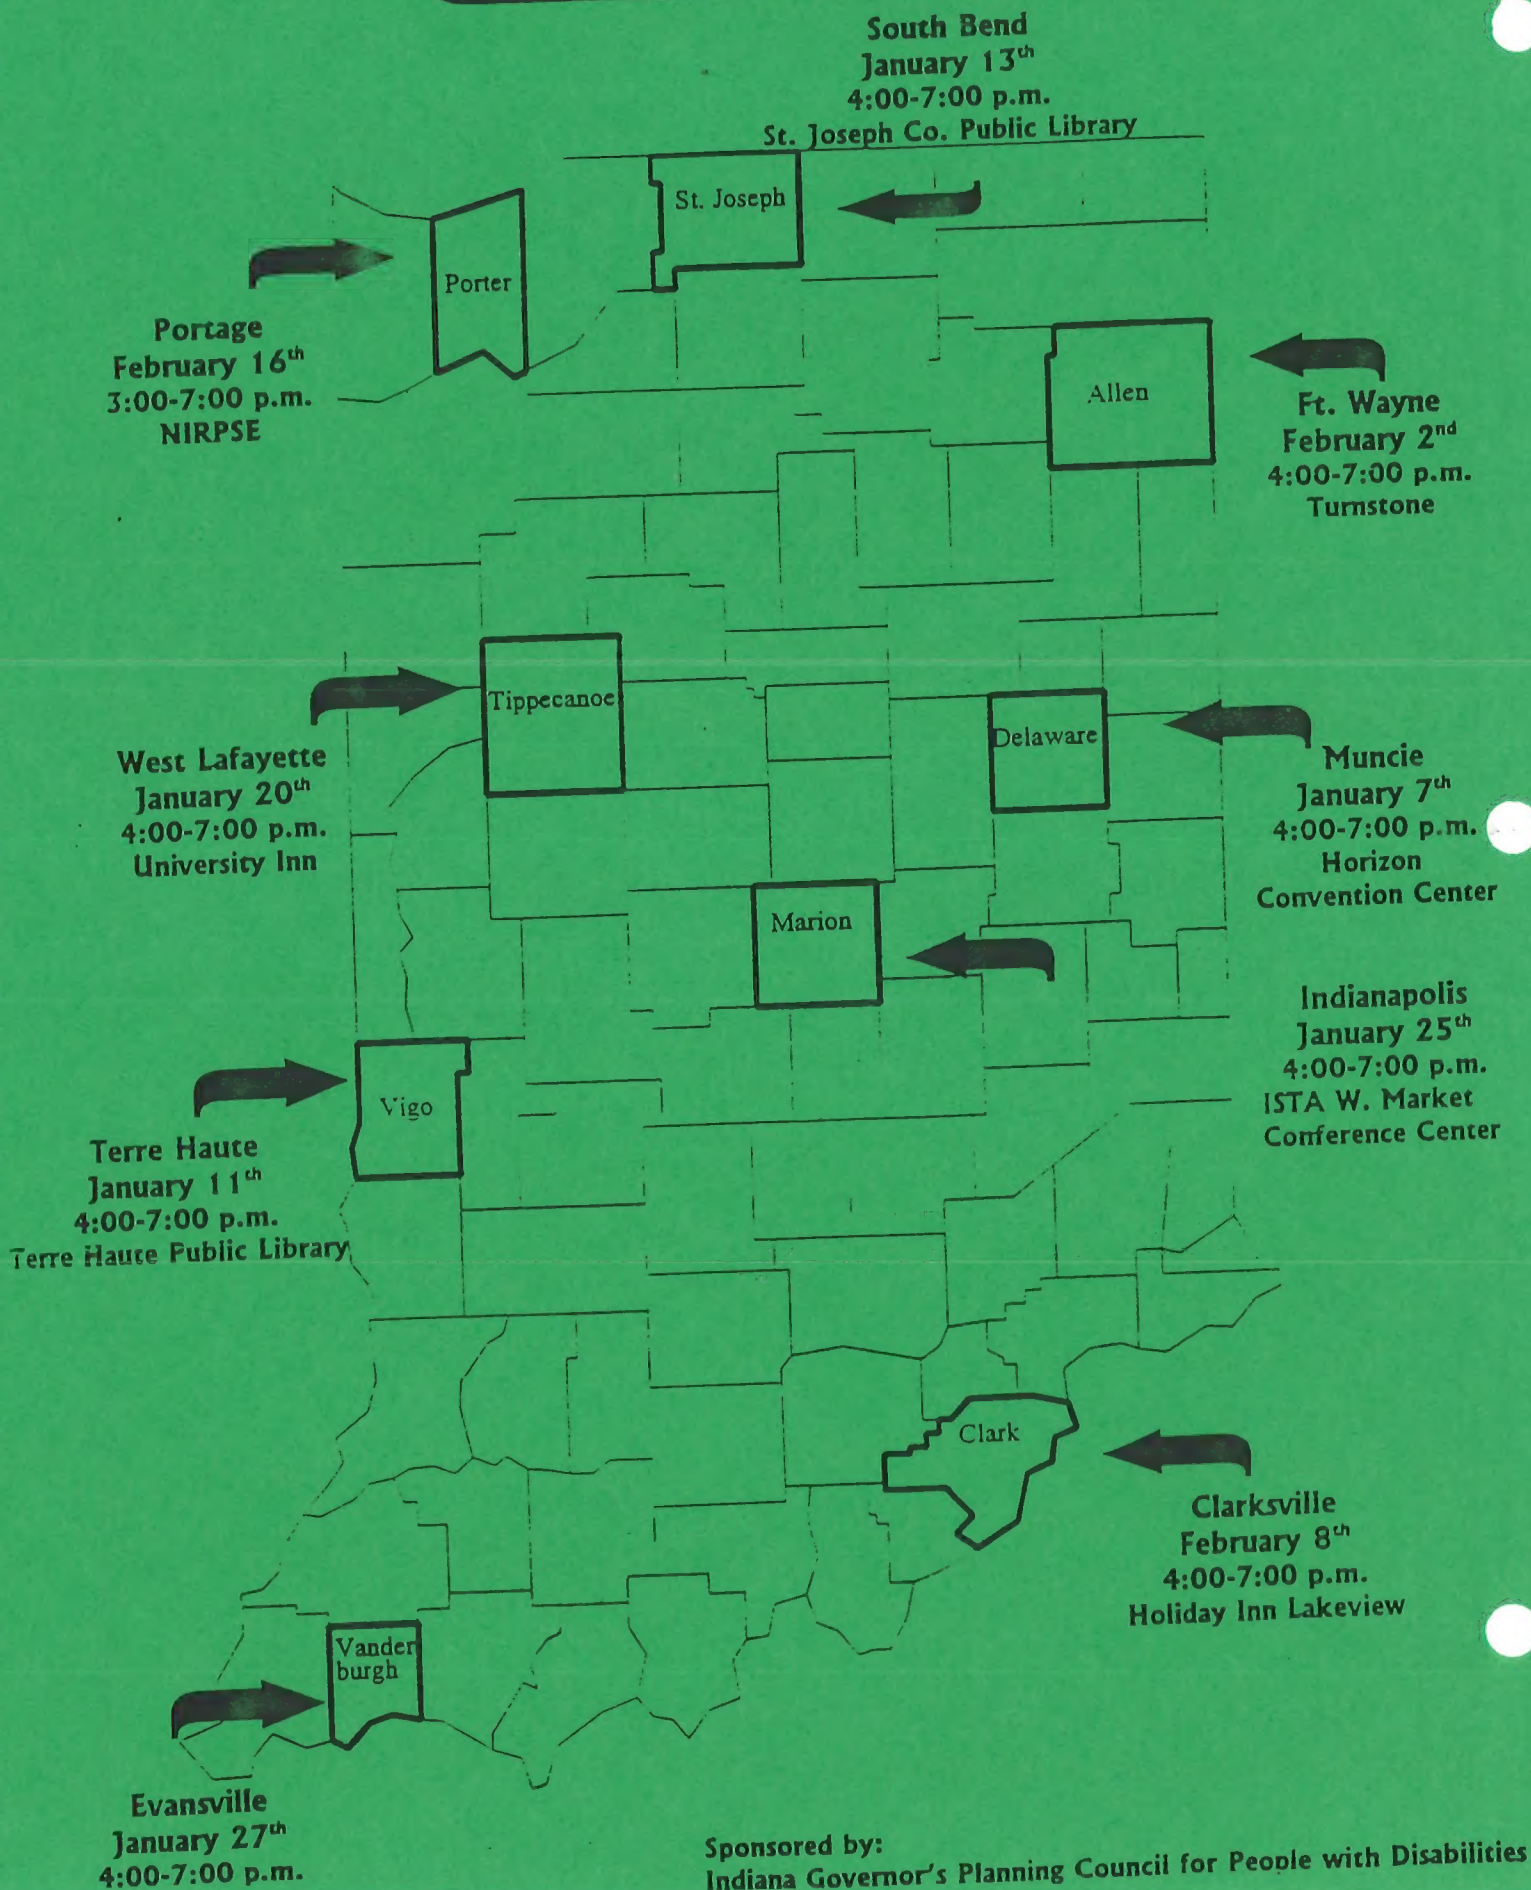 South Bend
January 13th
4:00-7:00 p.m.
St. Joseph Co. Public Library
St. Joseph
Porter
Portage
February 16th
3:00-7:00 p.m.
NIRPSE
Allen
Ft. Wayne
February 2nd
4:00-7:00 p.m.
Turnstone
Tippecanoe
West Lafayette
January 20th
4:00-7:00 p.m.
University Inn
Delaware
Muncie
January 7th
4:00-7:00 p.m.
Horizon
Convention Center
Marion
Indianapolis
January 25th
4:00-7:00 p.m.
ISTA W. Market
Conference Center
Vigo
Terre Haute
January 11th
4:00-7:00 p.m.
Terre Haute Public Library
Clark
Clarksville
February 8th
4:00-7:00 p.m.
Holiday Inn Lakeview
Vander
burgh
Evansville
January 27th
4:00-7:00 p.m.
Sponsored by:
Indiana Governor's Planning Council for People with Disabilities